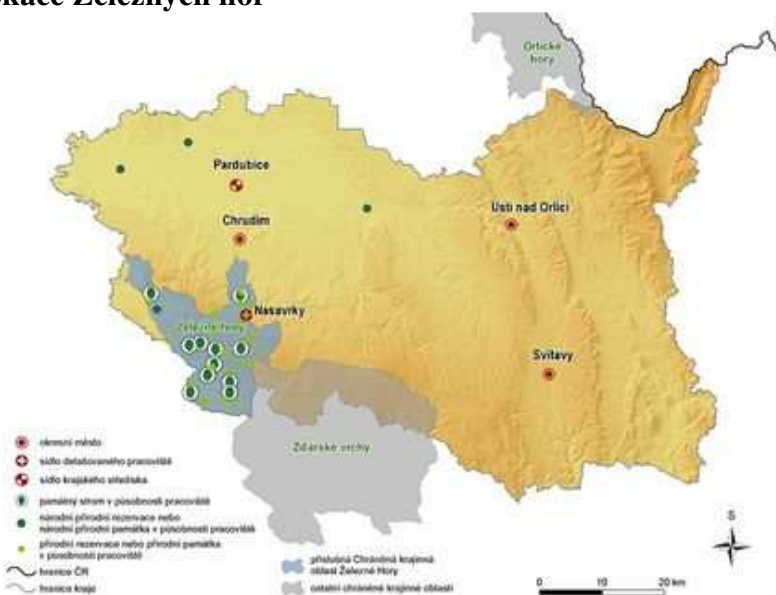 Železných hor
Orlické
hory
Pardubice
Chrudim
Ústí nad Orlicí
Nasavrky
Železné hory
Svitavy
Žďárské vrchy
okresní město
sídlo detašovaného pracoviště
sídlo krajského střediska
památný strom v působnosti pracoviště
národní přírodní rezervace nebo
národní přírodní památka v působnosti pracoviště
přírodní rezervace nebo přírodní památka
v působnosti pracoviště
hranice ČR
hranice kraje
příslušná Chráněná krajinná
oblast Železné Hory
ostatní chráněné krajinné oblasti
S
0 10 20 km